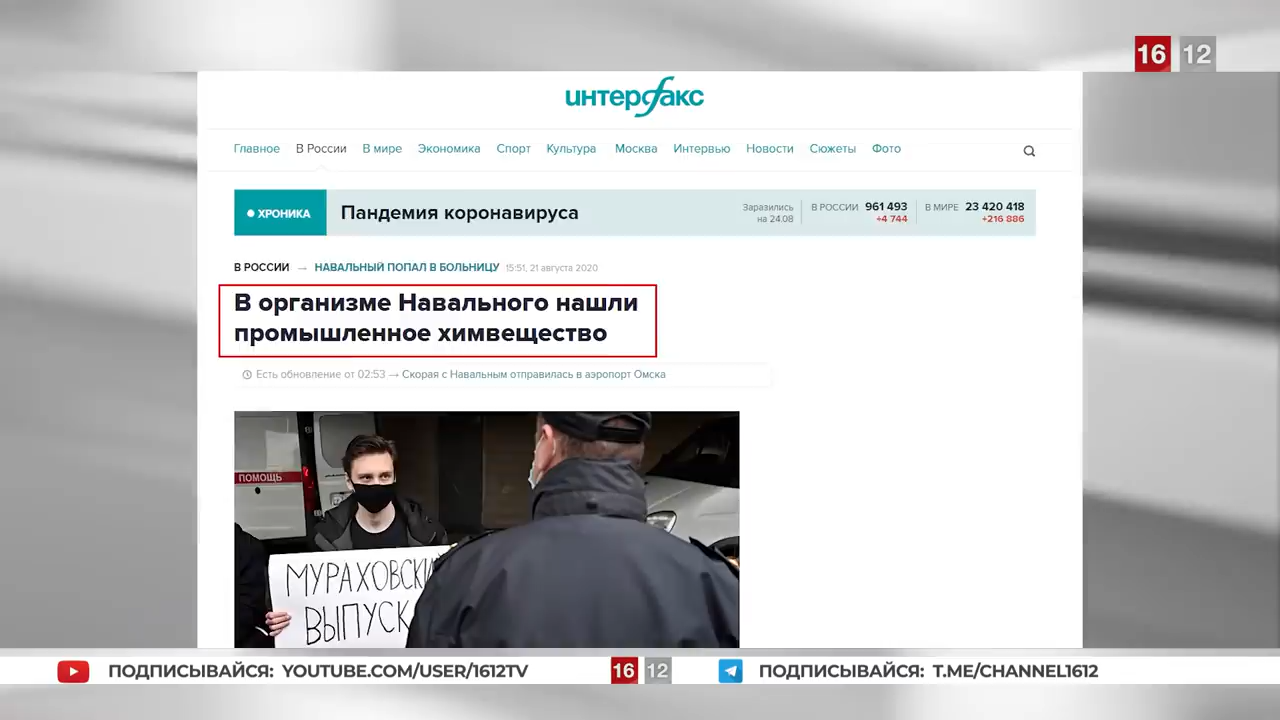 16 12
интерфакс
Главное В России В мире Экономика Спорт Культура Москва Интервью Новости Сюжеты Фото
ХРОНИКА Пандемия коронавируса
Заразились на 24.08
В РОССИИ 961 493 +4 744
В МИРЕ 23 420 418 +216 886
В РОССИИ → НАВАЛЬНЫЙ ПОПАЛ В БОЛЬНИЦУ 15:51, 21 августа 2020
В организме Навального нашли
промышленное химвещество
Есть обновление от 02:53 → Скорая с Навальным отправилась в аэропорт Омска
ПОМОЩЬ
МУРАХОВСКИ
ВЫПУСК
ПОДПИСЫВАЙСЯ: YOUTUBE.COM/USER/1612TV 16 12 ПОДПИСЫВАЙСЯ: T.ME/CHANNEL1612